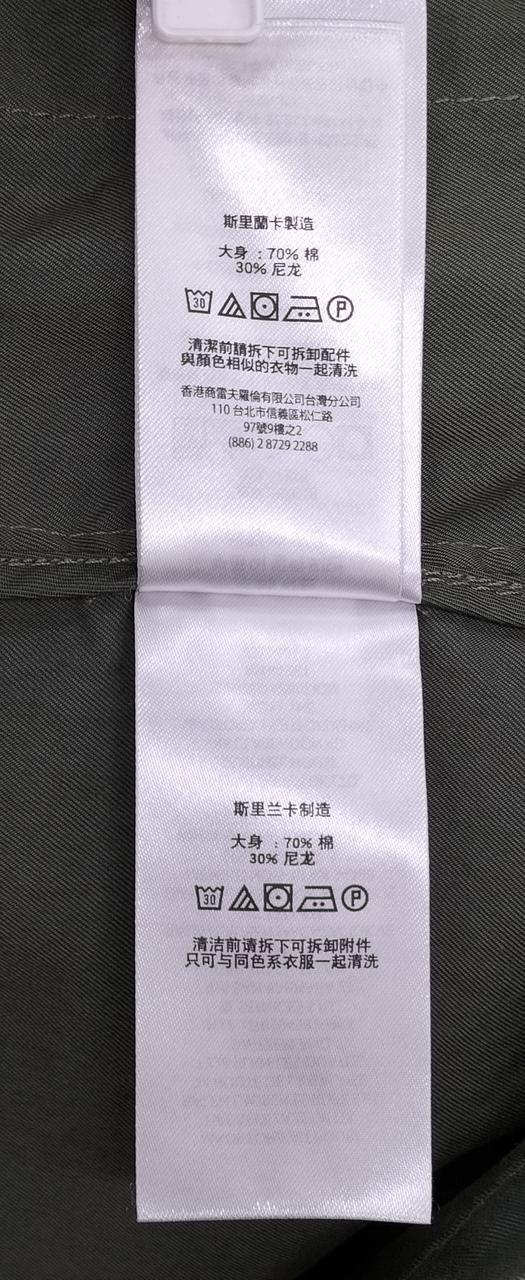 斯里蘭卡製造
大身 : 70% 棉
30% 尼龙
30 P
清潔前請拆下可拆卸配件
與顏色相似的衣物一起清洗
香港商雷夫羅倫有限公司台灣分公司
110 台北市信義區松仁路
97號9樓之2
(886) 2 8729 2288
斯里兰卡制造
大身 : 70% 棉
30% 尼龙
30 P
清洁前请拆下可拆卸附件
只可与同色系衣服一起清洗